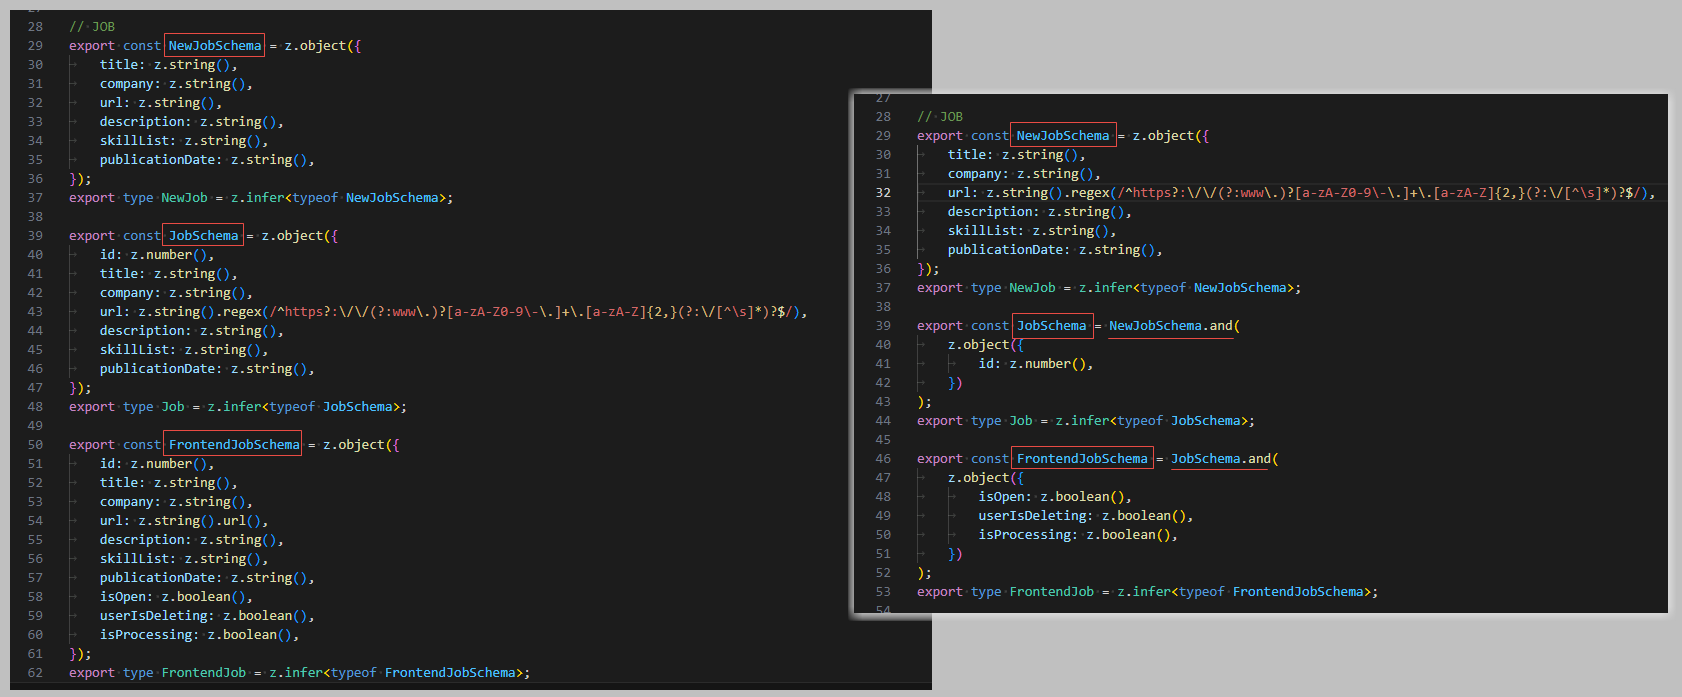 27
28 // JOB
29 export const NewJobSchema = z.object({
30 title: z.string(),
31 company: z.string(),
32 url: z.string(),
33 description: z.string(),
34 skillList: z.string(),
35 publicationDate: z.string(),
36 });
37 export type NewJob = z.infer<typeof NewJobSchema>;
38
39 export const JobSchema = z.object({
40 id: z.number(),
41 title: z.string(),
42 company: z.string(),
43 url: z.string().regex(/^https?:\/\/(?:www\.)?[a-zA-Z0-9\-\.]+\.[a-zA-Z]{2,}(?:\/[^\s]*)?$/),
44 description: z.string(),
45 skillList: z.string(),
46 publicationDate: z.string(),
47 });
48 export type Job = z.infer<typeof JobSchema>;
49
50 export const FrontendJobSchema = z.object({
51 id: z.number(),
52 title: z.string(),
53 company: z.string(),
54 url: z.string().url(),
55 description: z.string(),
56 skillList: z.string(),
57 publicationDate: z.string(),
58 isOpen: z.boolean(),
59 userIsDeleting: z.boolean(),
60 isProcessing: z.boolean(),
61 });
62 export type FrontendJob = z.infer<typeof FrontendJobSchema>;
27
28 // JOB
29 export const NewJobSchema = z.object({
30 title: z.string(),
31 company: z.string(),
32 url: z.string().regex(/^https?:\/\/(?:www\.)?[a-zA-Z0-9\-\.]+\.[a-zA-Z]{2,}(?:\/[^\s]*)?$/),
33 description: z.string(),
34 skillList: z.string(),
35 publicationDate: z.string(),
36 });
37 export type NewJob = z.infer<typeof NewJobSchema>;
38
39 export const JobSchema = NewJobSchema.and(
40 z.object({
41 id: z.number(),
42 })
43 );
44 export type Job = z.infer<typeof JobSchema>;
45
46 export const FrontendJobSchema = JobSchema.and(
47 z.object({
48 isOpen: z.boolean(),
49 userIsDeleting: z.boolean(),
50 isProcessing: z.boolean(),
51 })
52 );
53 export type FrontendJob = z.infer<typeof FrontendJobSchema>;
54